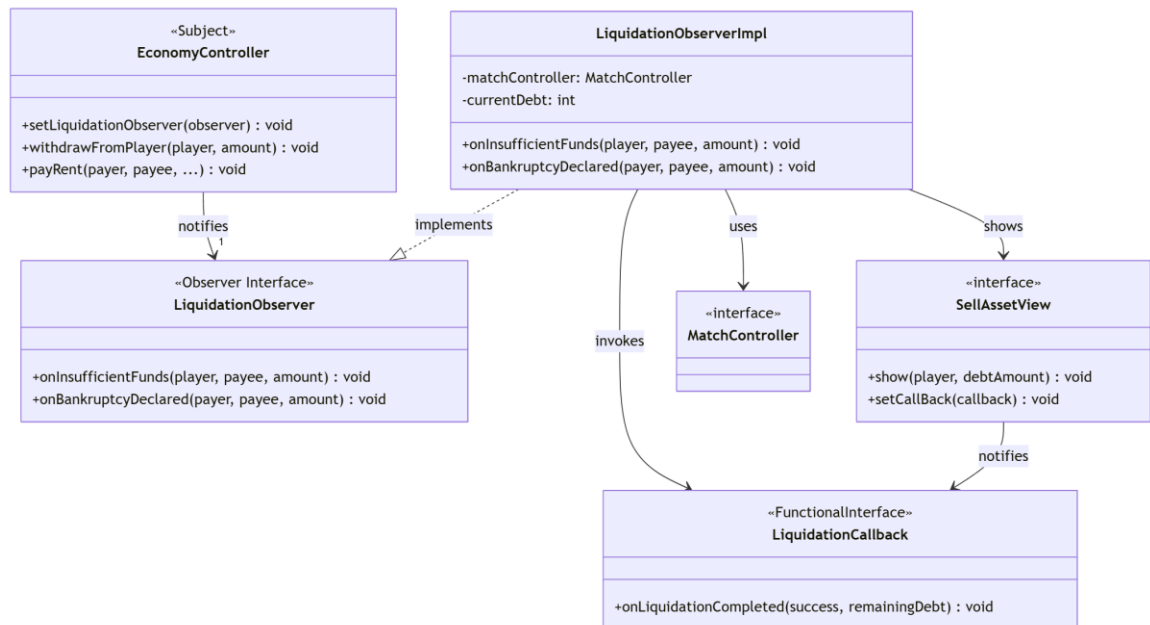 «Subject»
EconomyController
+setLiquidationObserver(observer) : void
+withdrawFromPlayer(player, amount) : void
+payRent(payer, payee, ...) : void
LiquidationObserverImpl
-matchController: MatchController
-currentDebt: int
+onInsufficientFunds(player, payee, amount) : void
+onBankruptcyDeclared(payer, payee, amount) : void
notifies
1
implements
uses
shows
«Observer Interface»
LiquidationObserver
+onInsufficientFunds(player, payee, amount) : void
+onBankruptcyDeclared(payer, payee, amount) : void
invokes
«interface»
MatchController
«interface»
SellAssetView
+show(player, debtAmount) : void
+setCallBack(callback) : void
notifies
«FunctionalInterface»
LiquidationCallback
+onLiquidationCompleted(success, remainingDebt) : void